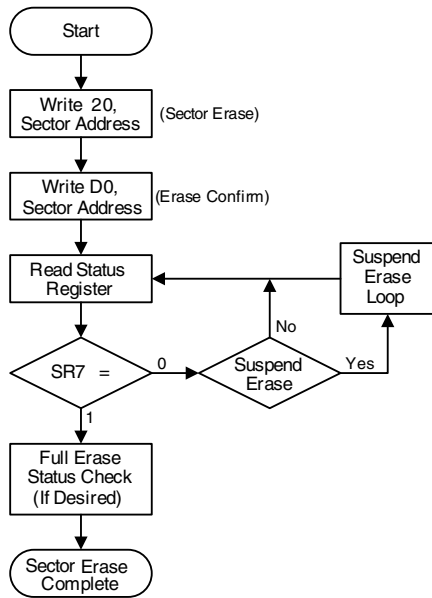 Start
Write 20,
Sector Address
(Sector Erase)
Write D0,
Sector Address
(Erase Confirm)
Read Status
Register
Suspend
Erase
Loop
No
SR7 =
0
Suspend
Erase
Yes
1
Full Erase
Status Check
(If Desired)
Sector Erase
Complete